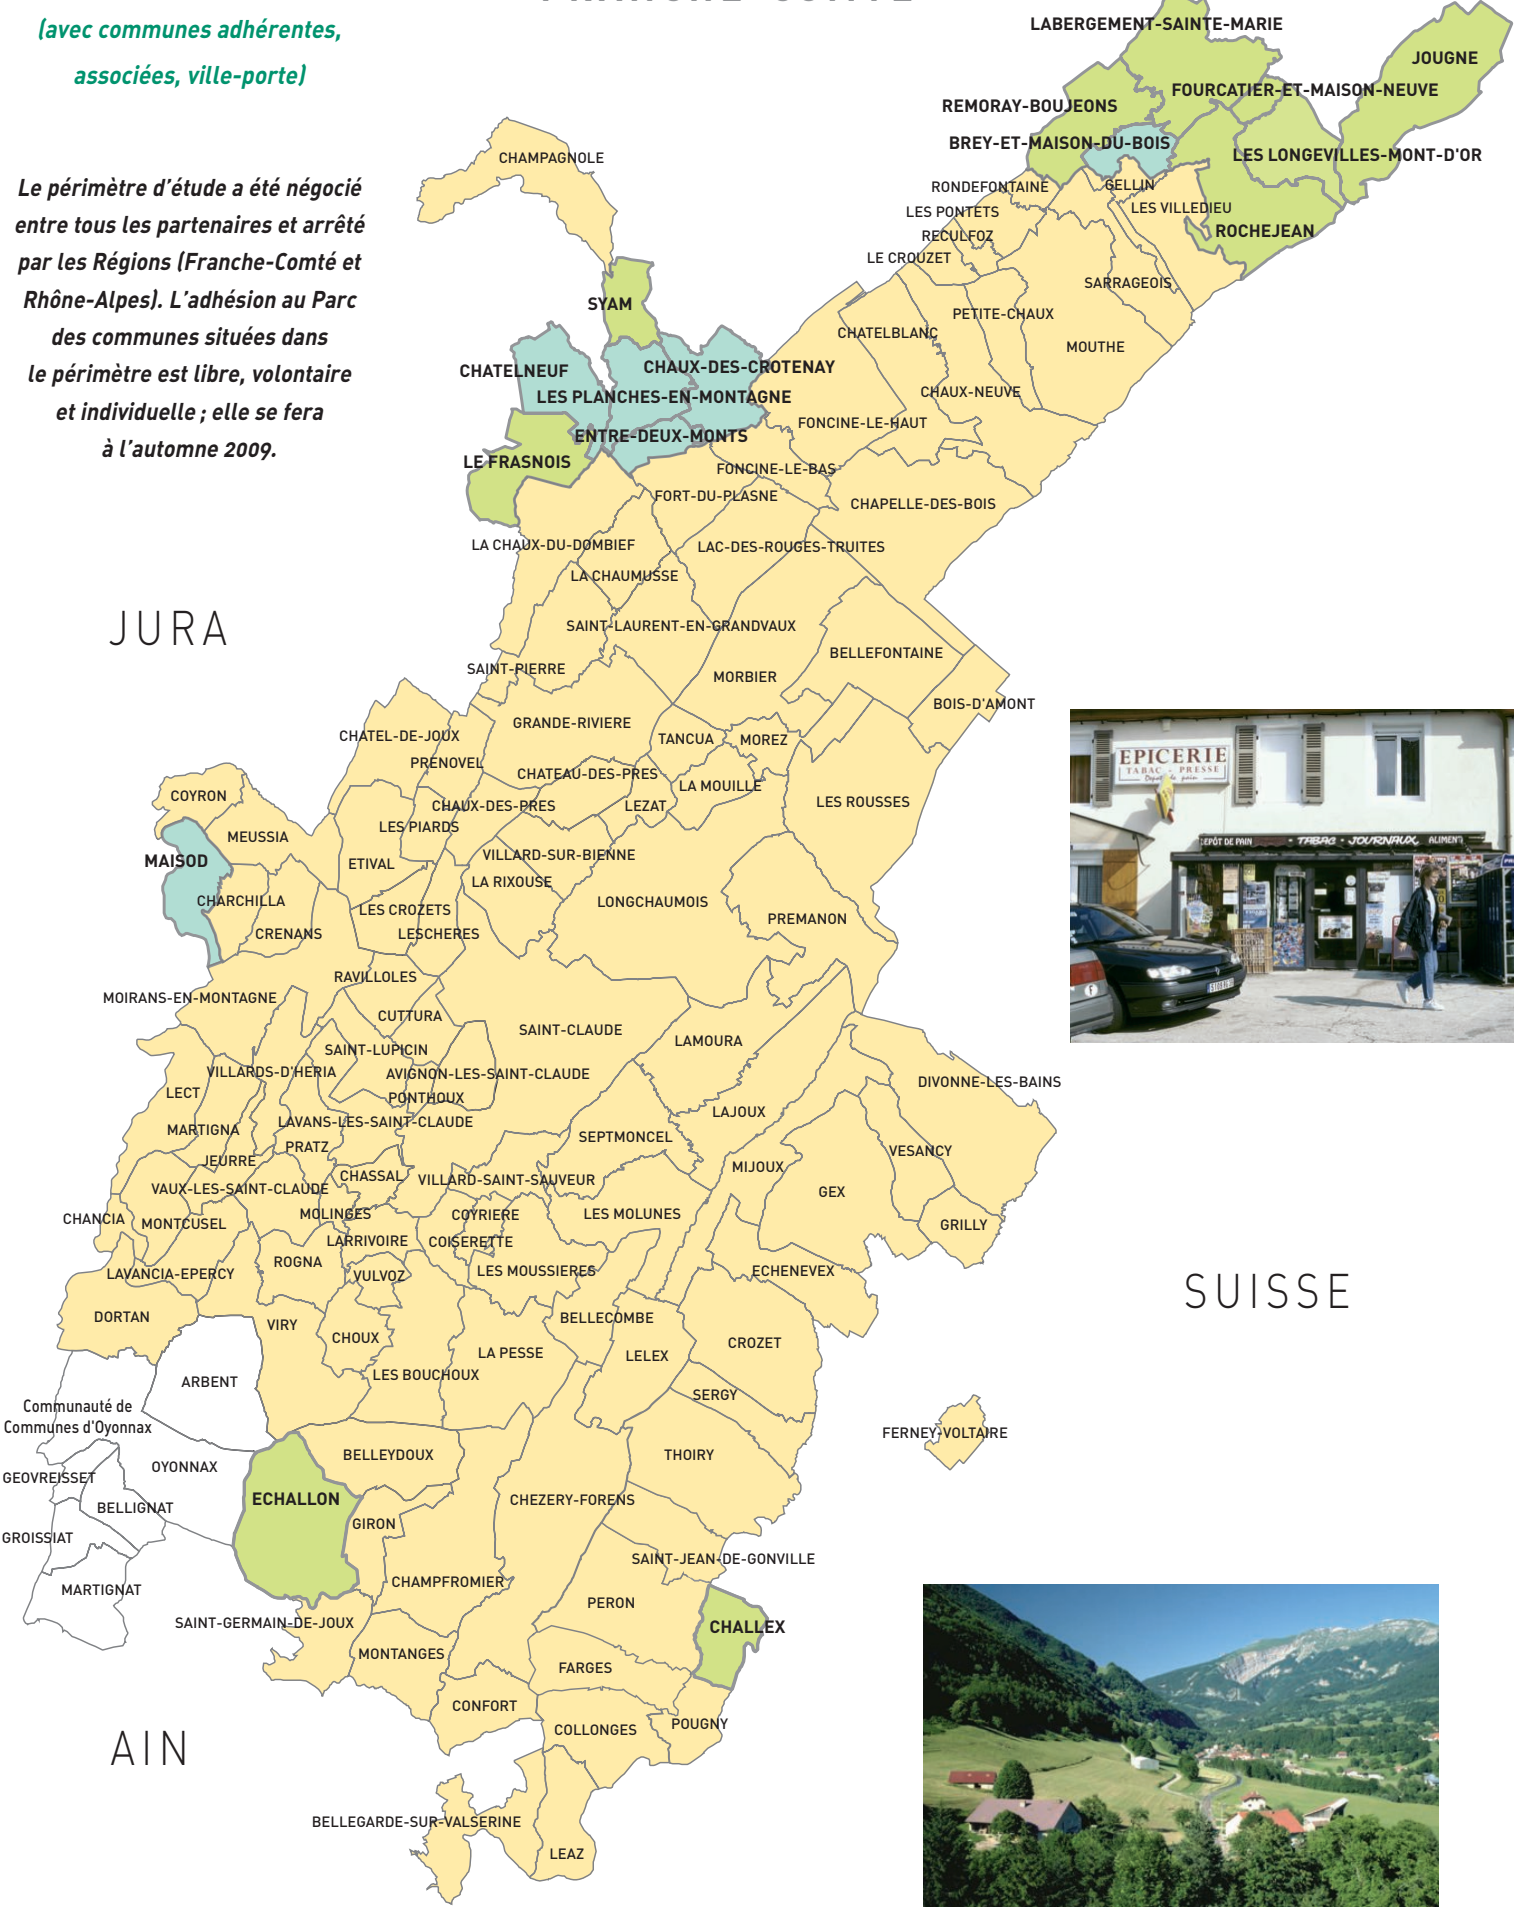 (avec communes adhérentes,
associées, ville-porte)
Le périmètre d'étude a été négocié
entre tous les partenaires et arrêté
par les Régions (Franche-Comté et
Rhône-Alpes). L'adhésion au Parc
des communes situées dans
le périmètre est libre, volontaire
et individuelle ; elle se fera
à l'automne 2009.
LABERGEMENT-SAINTE-MARIE
JOUGNE
FOURCATIER-ET-MAISON-NEUVE
REMORAY-BOUJEONS
BREY-ET-MAISON-DU-BOIS
LES LONGEVILLES-MONT-D'OR
CHAMPAGNOLE
RONDEFONTAINE
GELLIN
LES PONTETS
LES VILLEDIEU
RECULFOZ
ROCHEJEAN
LE CROUZET
SARRAGEOIS
SYAM
PETITE-CHAUX
CHATELBLANC
MOUTHE
CHATELNEUF
CHAUX-DES-CROTENAY
LES PLANCHES-EN-MONTAGNE
CHAUX-NEUVE
FONCINE-LE-HAUT
ENTRE-DEUX-MONTS
LE FRASNOIS
FONCINE-LE-BAS
FORT-DU-PLASNE
CHAPELLE-DES-BOIS
LA CHAUX-DU-DOMBIEF
LAC-DES-ROUGES-TRUITES
LA CHAUMUSSE
JURA
SAINT-LAURENT-EN-GRANDVAUX
BELLEFONTAINE
SAINT-PIERRE
MORBIER
BOIS-D'AMONT
GRANDE-RIVIERE
CHATEL-DE-JOUX
TANCUA
MOREZ
PRENOVEL
CHATEAU-DES-PRES
LA MOUILLE
COYRON
CHAUX-DES-PRES
LEZAT
LES ROUSSES
LES PIARDS
MEUSSIA
VILLARD-SUR-BIENNE
MAISOD
ETIVAL
LA RIXOUSE
CHARCHILLA
LONGCHAUMOIS
LES CROZETS
PREMANON
CRENANS
LESCHERES
RAVILLOLES
MOIRANS-EN-MONTAGNE
CUTTURA
SAINT-CLAUDE
LAMOURA
SAINT-LUPICIN
VILLARDS-D'HERIA
AVIGNON-LES-SAINT-CLAUDE
DIVONNE-LES-BAINS
LECT
PONTHOUX
LAJOUX
LAVANS-LES-SAINT-CLAUDE
MARTIGNA
SEPTMONCEL
PRATZ
VESANCY
JEURRE
MIJOUX
CHASSAL
VILLARD-SAINT-SAUVEUR
VAUX-LES-SAINT-CLAUDE
GEX
CHANCIA
MONTCUSEL
MOLINGES
COYRIERE
LES MOLUNES
GRILLY
LARRIVOIRE
COISERETTE
ROGNA
LAVANCIA-EPERCY
VULVOZ
LES MOUSSIERES
ECHENEVEX
SUISSE
DORTAN
BELLECOMBE
VIRY
CHOUX
CROZET
LA PESSE
LELEX
ARBENT
LES BOUCHOUX
SERGY
Communauté de
Communes d'Oyonnax
FERNEY-VOLTAIRE
BELLEYDOUX
THOIRY
OYONNAX
GEOVREISSET
ECHALLON
CHEZERY-FORENS
BELLIGNAT
GIRON
GROISSIAT
SAINT-JEAN-DE-GONVILLE
MARTIGNAT
CHAMPFROMIER
PERON
SAINT-GERMAIN-DE-JOUX
CHALLEX
MONTANGES
FARGES
CONFORT
POUGNY
COLLONGES
AIN
BELLEGARDE-SUR-VALSERINE
LEAZ
EPICERIE
TABAC - PRESSE
Dépôt de pain
DEPÔT DE PAIN - TABAC - JOURNAUX ALIMENT